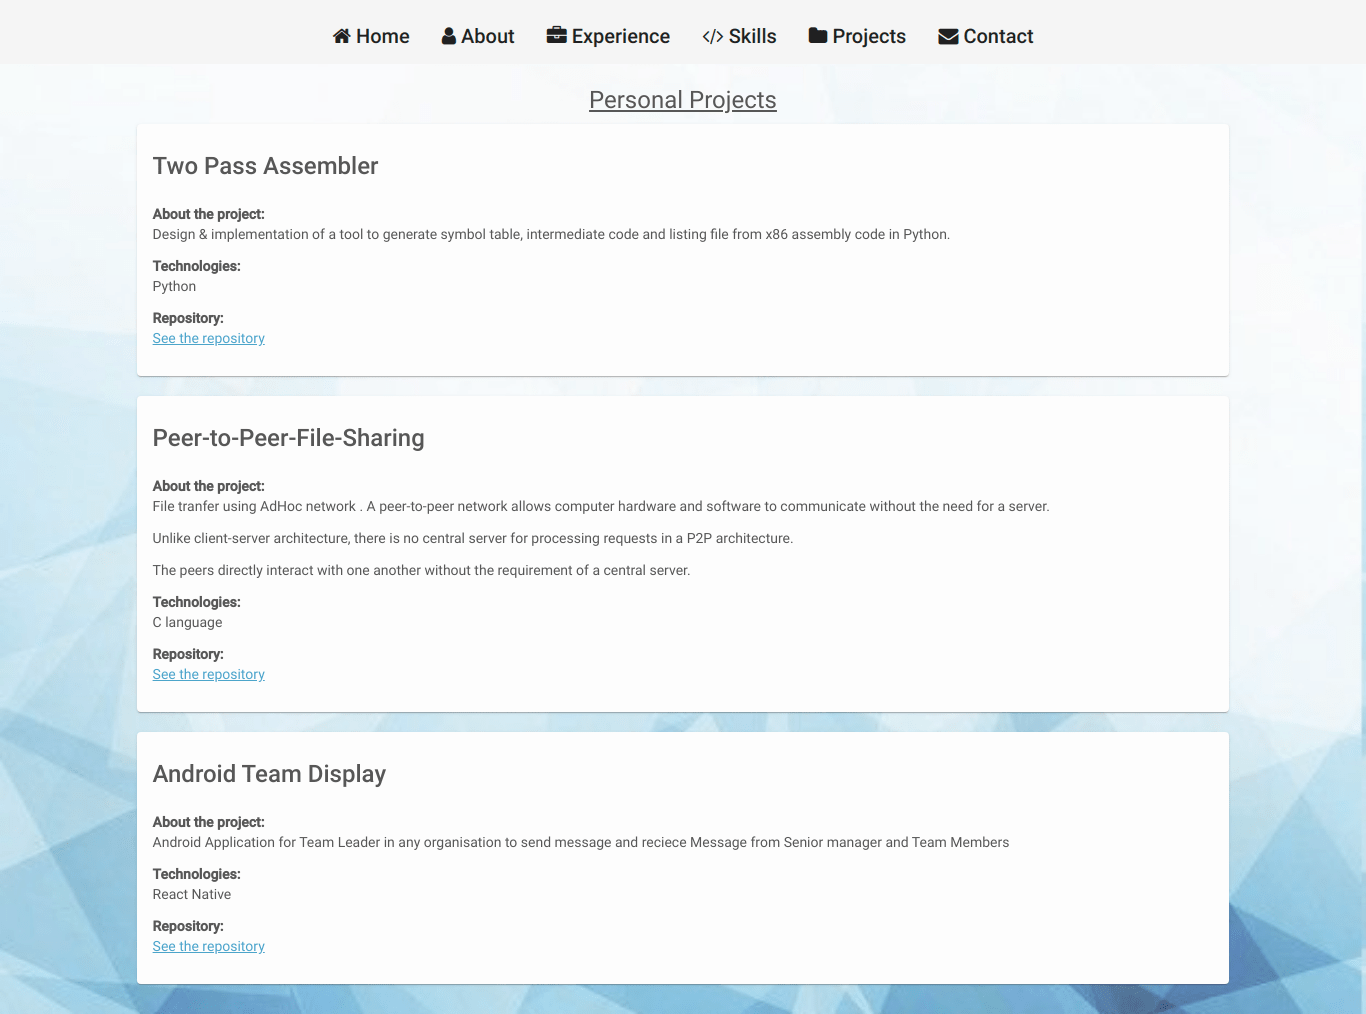 Home About Experience Skills Projects Contact
Personal Projects
Two Pass Assembler
About the project:
Design & implementation of a tool to generate symbol table, intermediate code and listing file from x86 assembly code in Python.
Technologies:
Python
Repository:
See the repository
Peer-to-Peer-File-Sharing
About the project:
File tranfer using AdHoc network . A peer-to-peer network allows computer hardware and software to communicate without the need for a server.
Unlike client-server architecture, there is no central server for processing requests in a P2P architecture.
The peers directly interact with one another without the requirement of a central server.
Technologies:
C language
Repository:
See the repository
Android Team Display
About the project:
Android Application for Team Leader in any organisation to send message and reciece Message from Senior manager and Team Members
Technologies:
React Native
Repository:
See the repository